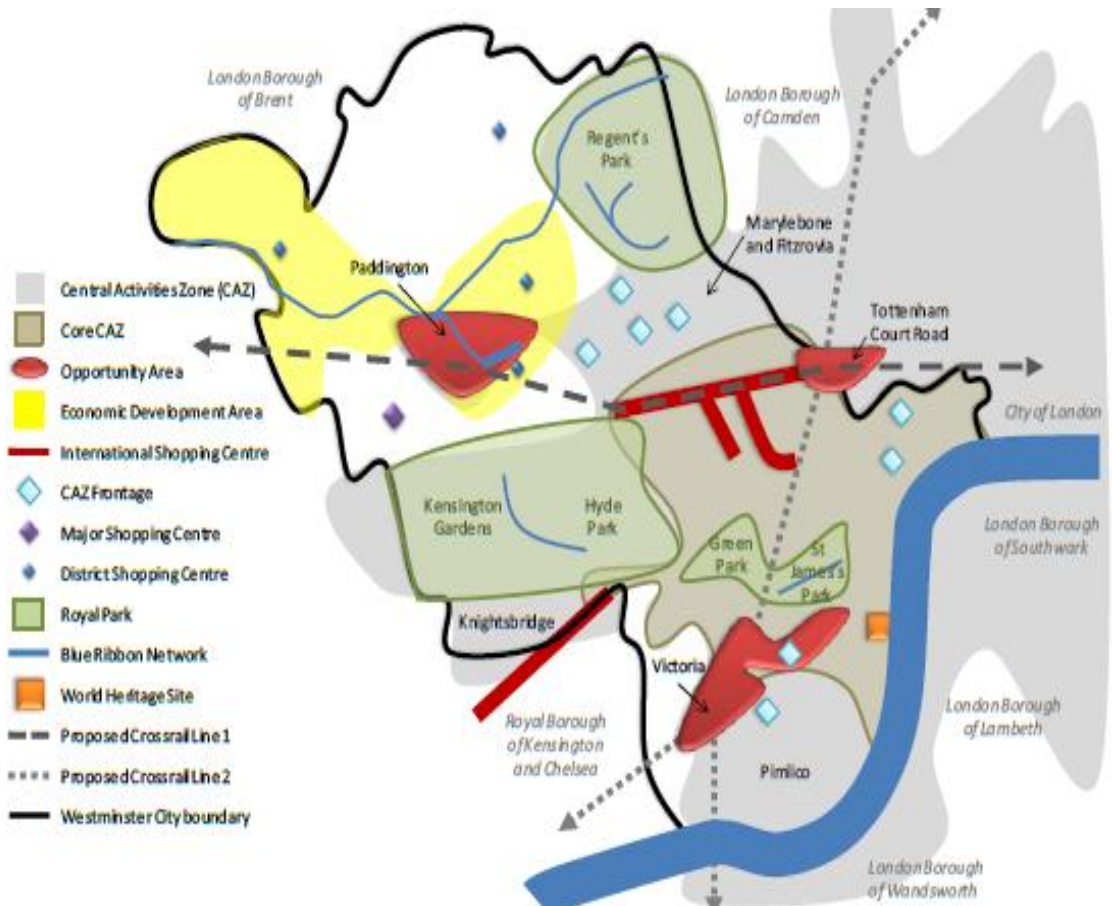 London Borough
of Brent
London Borough
of Camden
Regent's
Park
Marylebone
and Fitzrovia
Paddington
Tottenham
Court Road
Central Activities Zone (CAZ)
Core CAZ
Opportunity Area
Economic Development Area
International Shopping Centre
CAZ Frontage
Major Shopping Centre
District Shopping Centre
Royal Park
Blue Ribbon Network
World Heritage Site
Proposed Crossrail Line 1
Proposed Crossrail Line 2
Westminster City boundary
City of London
Kensington
Gardens
Hyde
Park
London Borough
of Southwark
Green
Park
St
James's
Park
Knightsbridge
Victoria
Royal Borough
of Kensington
and Chelsea
London Borough
of Lambeth
Pimlico
London Borough
of Wandsworth